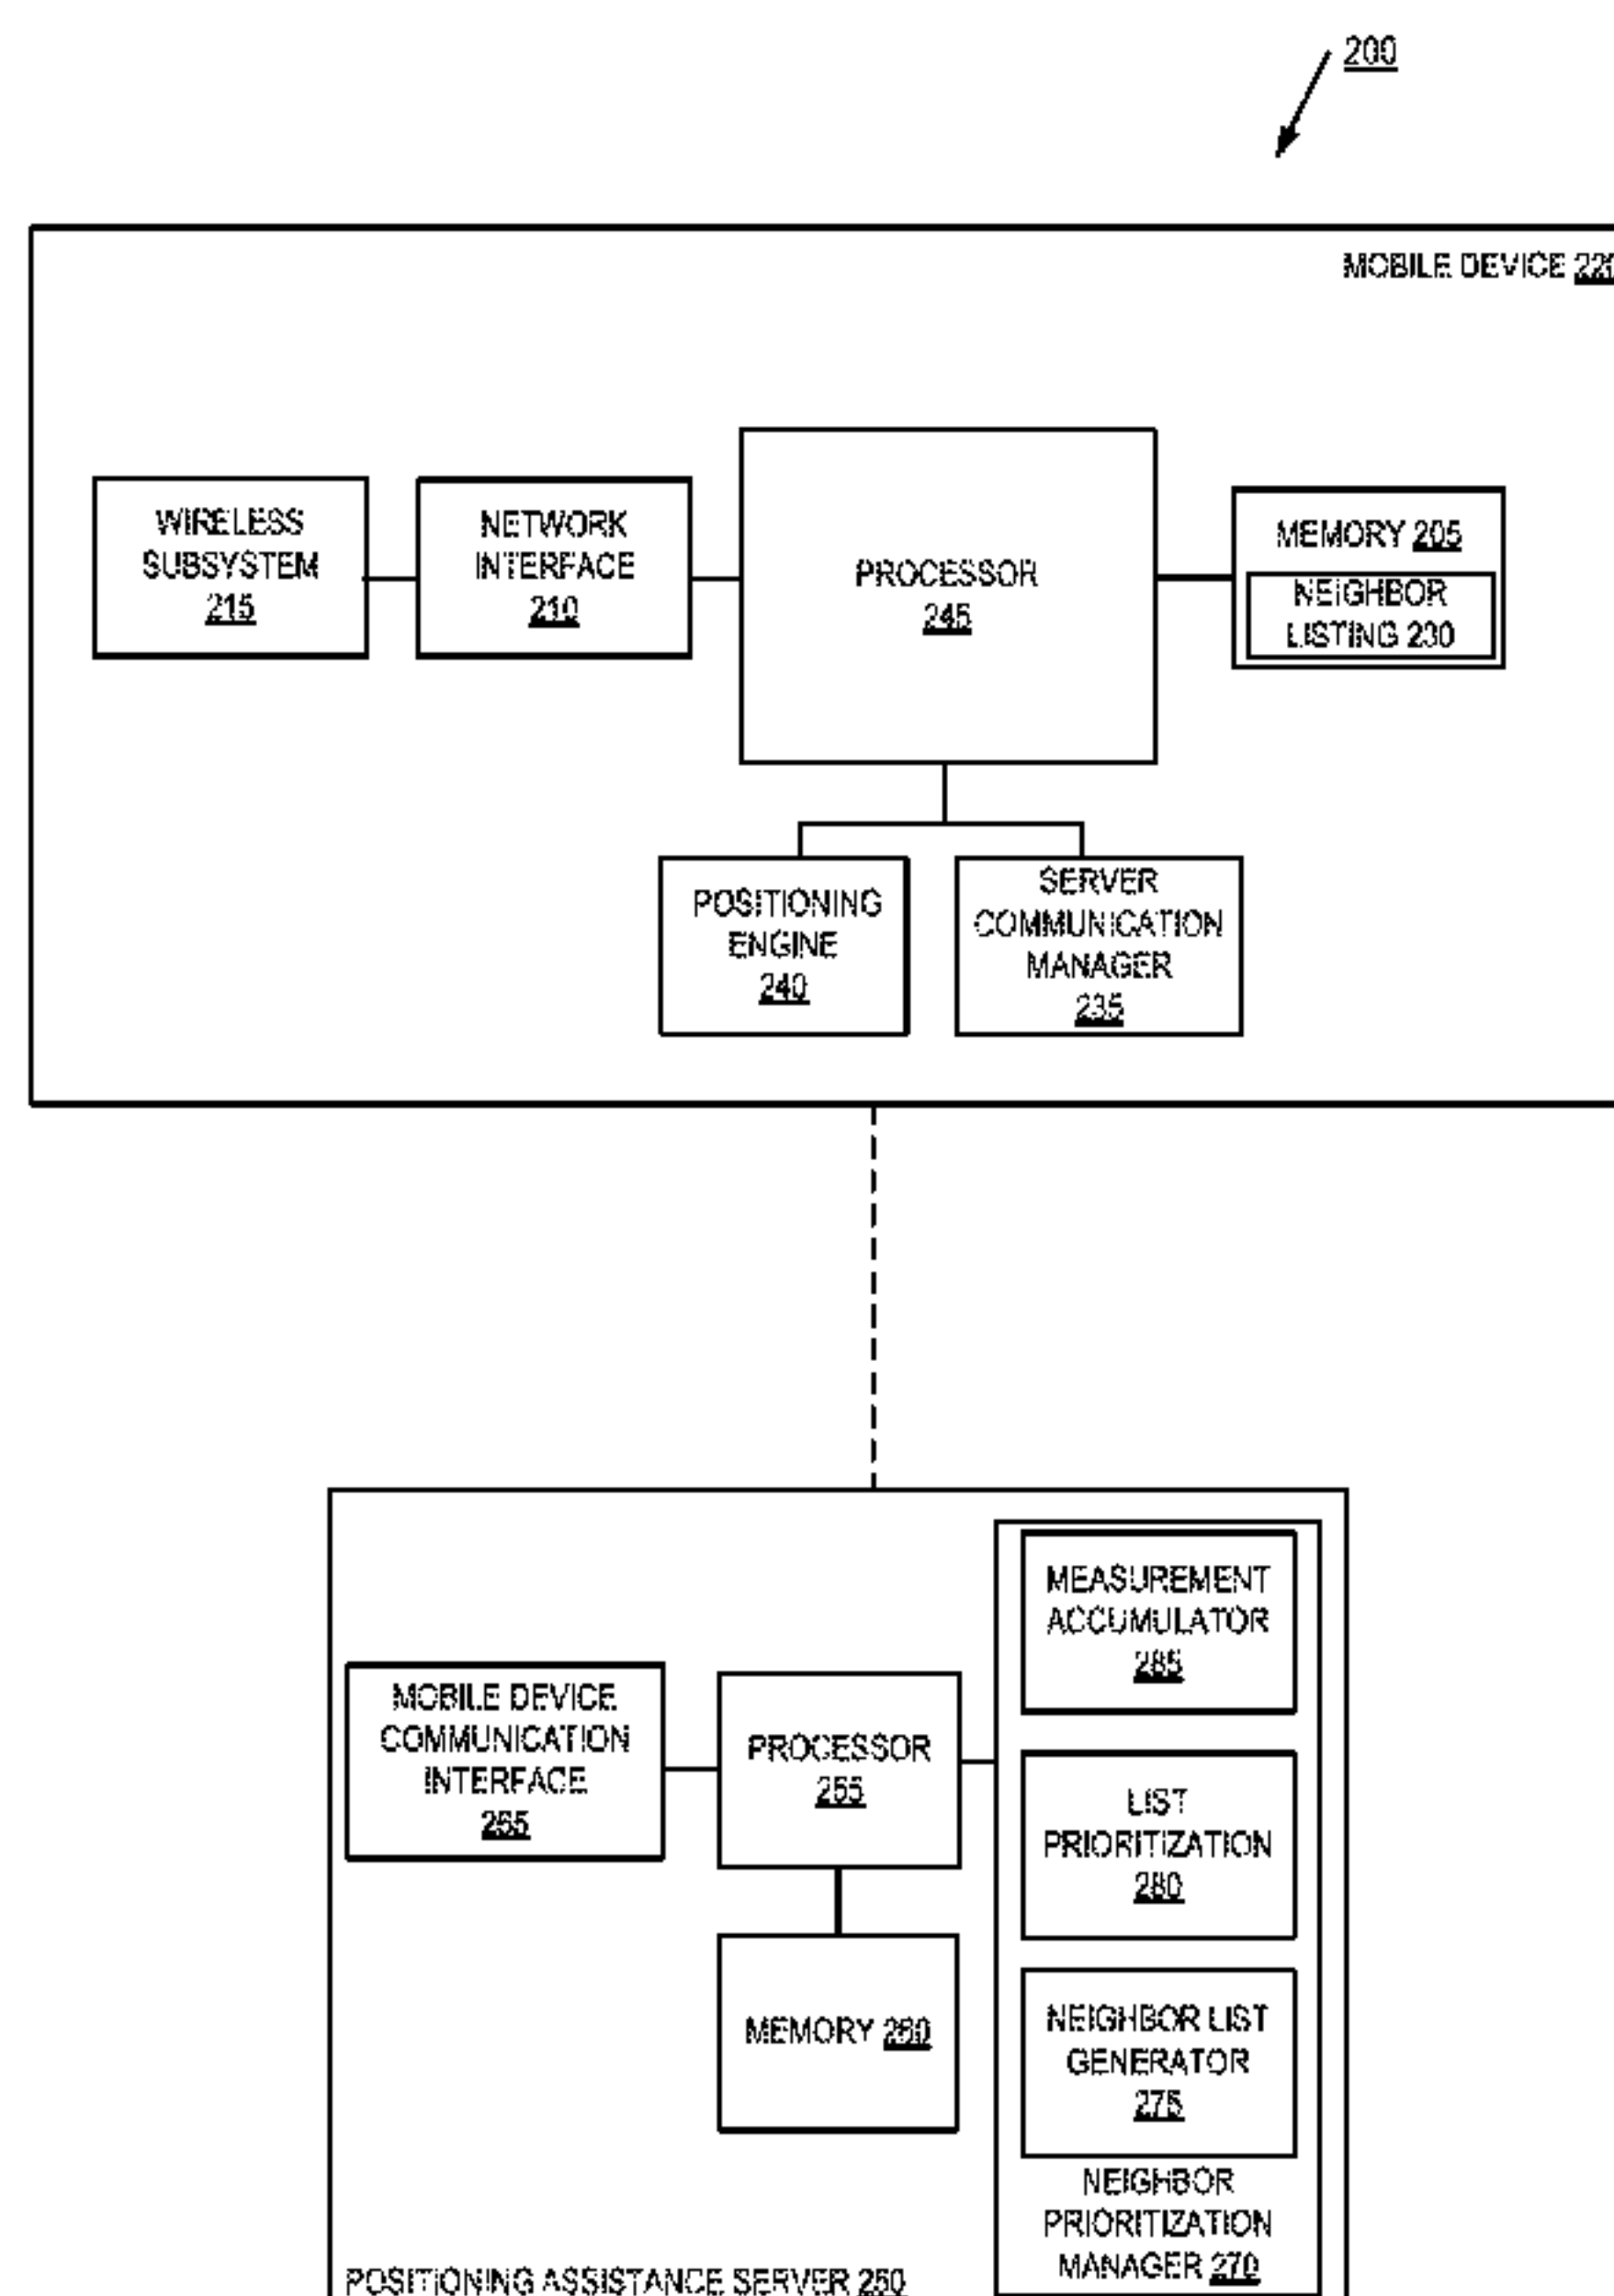 200
MOBILE DEVICE 220
WIRELESS
SUBSYSTEM
215
NETWORK
INTERFACE
210
PROCESSOR
245
MEMORY 205
NEIGHBOR
LISTING 230
POSITIONING
ENGINE
240
SERVER
COMMUNICATION
MANAGER
235
MEASUREMENT
ACCUMULATOR
285
MOBILE DEVICE
COMMUNICATION
INTERFACE
PROCESSOR
LIST
PRIORITIZATION
280
MEMORY 260
NEIGHBOR LIST
GENERATOR
275
NEIGHBOR
PRIORITIZATION
MANAGER 270
POSITIONING ASSISTANCE SERVER 250